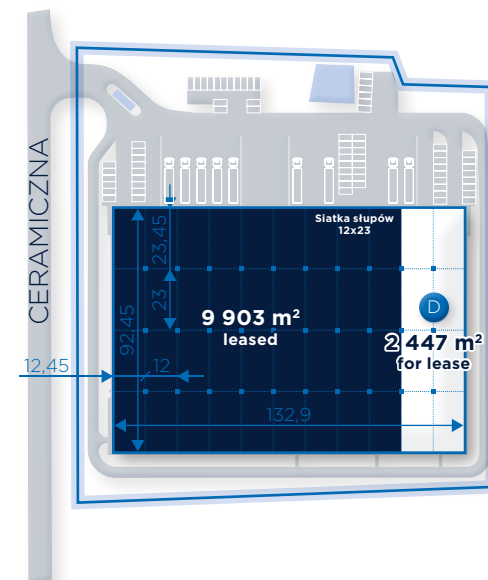 CERAMICZNA
Siatka słupów
12x23
23,45
23
92,45
9 903 m²
leased
D
2 447 m²
for lease
12,45
12
132,9